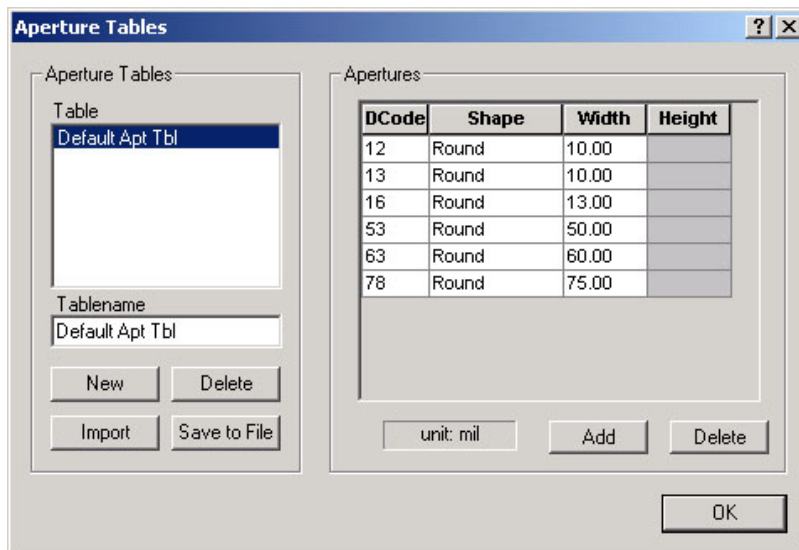 Aperture Tables
Aperture Tables
Table
Default Apt Tbl
Tablename
Default Apt Tbl
New Delete
Import Save to File
Apertures
DCode Shape Width Height
12 Round 10.00
13 Round 10.00
16 Round 13.00
53 Round 50.00
63 Round 60.00
78 Round 75.00
unit: mil Add Delete
OK